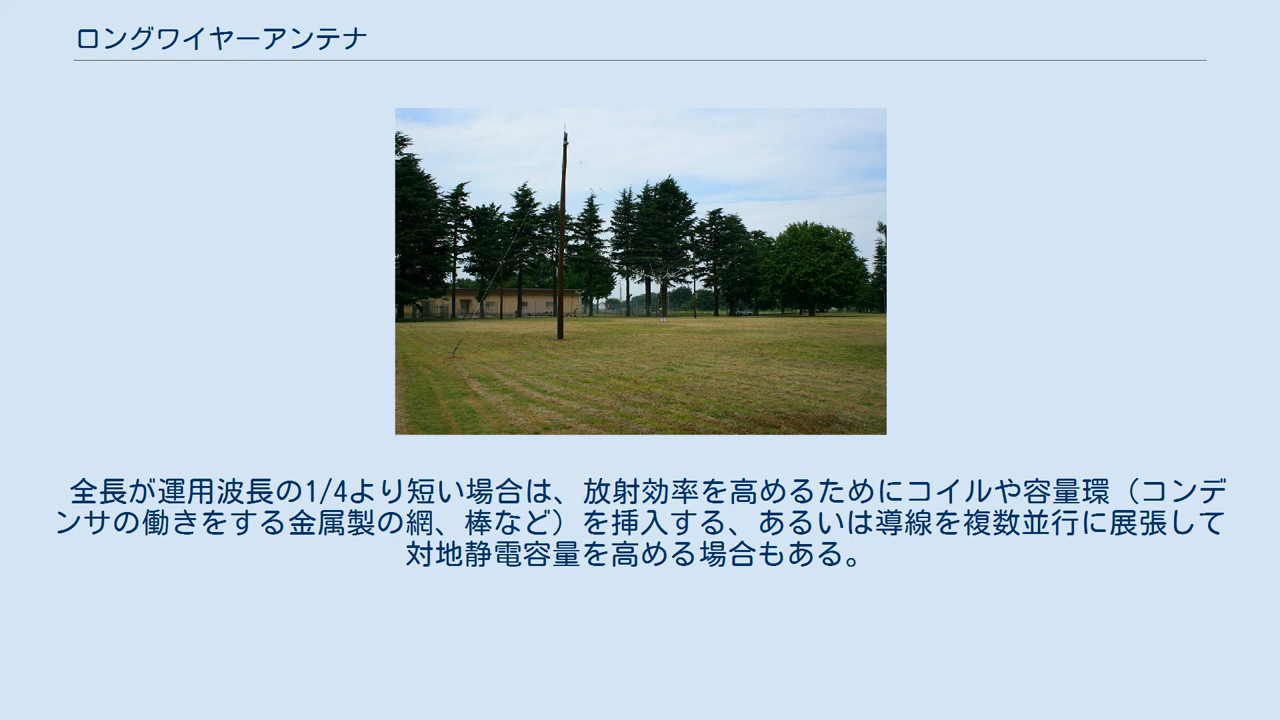 ロングワイヤーアンテナ
全長が運用波長の1/4より短い場合は、放射効率を高めるためにコイルや容量環（コンデ
ンサの働きをする金属製の網、棒など）を挿入する、あるいは導線を複数並行に展張して
対地静電容量を高める場合もある。